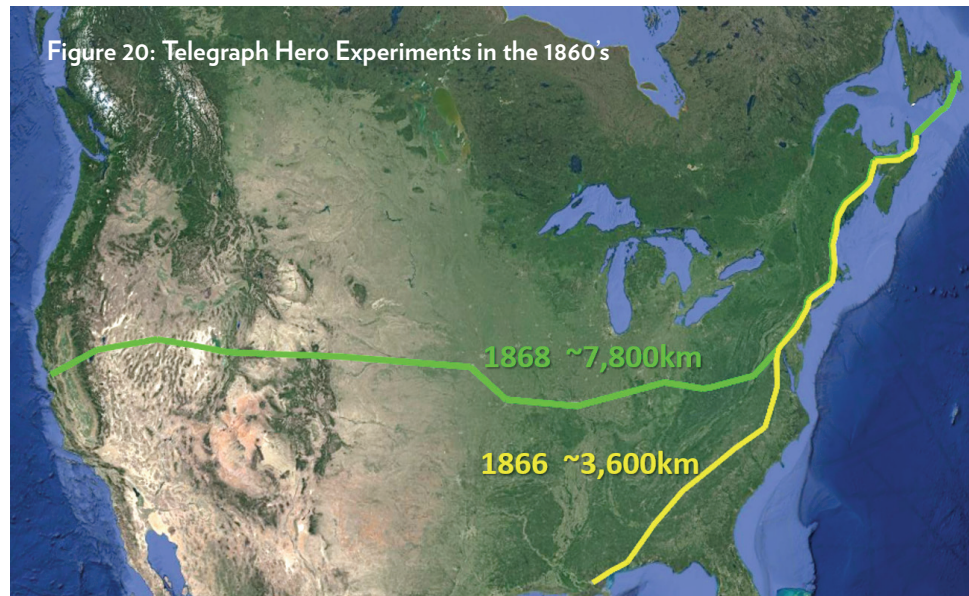 Figure 20: Telegraph Hero Experiments in the 1860's
1868 ~7,800km
1866 ~3,600km